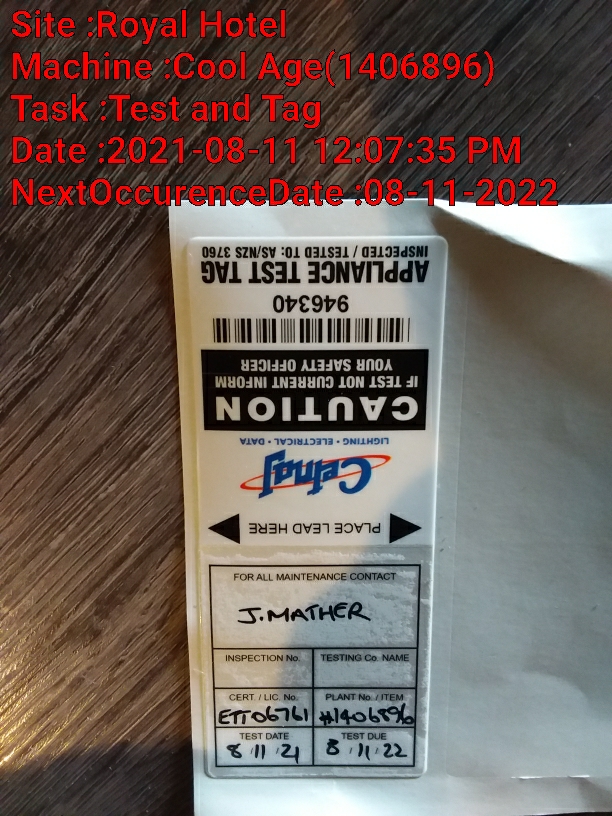 Site :Royal Hotel
Machine :Cool Age(1406896)
Task :Test and Tag
Date :2021-08-11 12:07:35 PM
NextOccurenceDate :08-11-2022
INSPECTED / TESTED TO: AS/NZS 3760
APPLIANCE TEST TAG
946340
CAUTION
IF TEST NOT CURRENT INFORM
YOUR SAFETY OFFICER
CelnaJ
LIGHTING • ELECTRICAL • DATA
PLACE LEAD HERE
FOR ALL MAINTENANCE CONTACT
J.MATHER
INSPECTION No. TESTING Co. NAME
CERT. / LIC. No. PLANT No. / ITEM
ETT06761 #1406896
TEST DATE TEST DUE
8 / 11 / 21 8 / 11 / 22